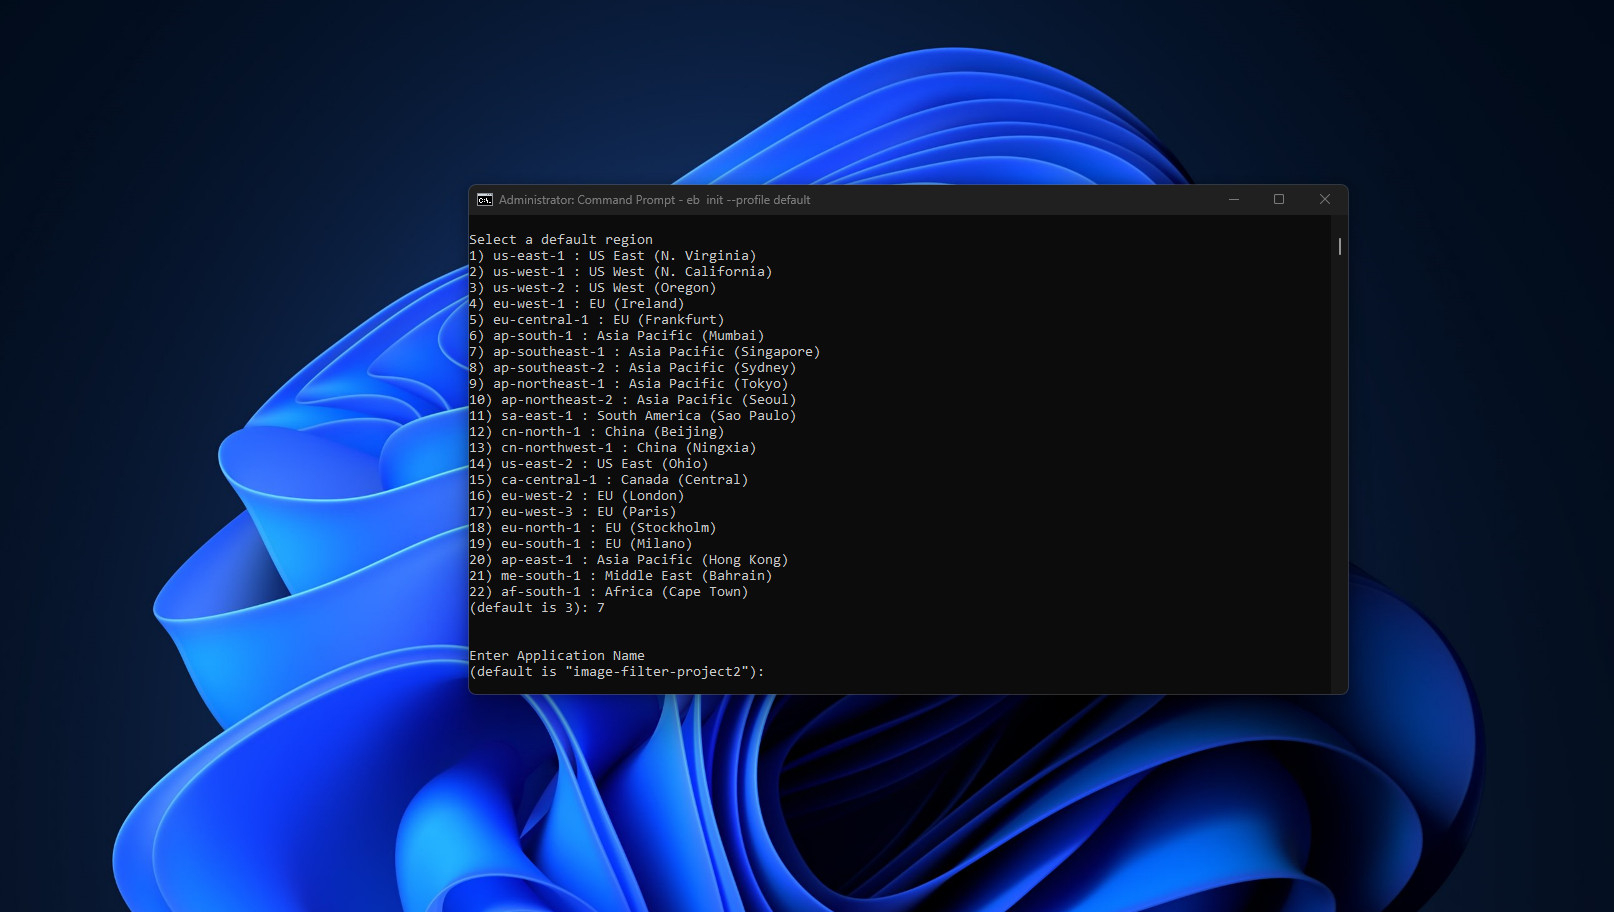 Administrator: Command Prompt - eb  init --profile default
Select a default region
1) us-east-1 : US East (N. Virginia)
2) us-west-1 : US West (N. California)
3) us-west-2 : US West (Oregon)
4) eu-west-1 : EU (Ireland)
5) eu-central-1 : EU (Frankfurt)
6) ap-south-1 : Asia Pacific (Mumbai)
7) ap-southeast-1 : Asia Pacific (Singapore)
8) ap-southeast-2 : Asia Pacific (Sydney)
9) ap-northeast-1 : Asia Pacific (Tokyo)
10) ap-northeast-2 : Asia Pacific (Seoul)
11) sa-east-1 : South America (Sao Paulo)
12) cn-north-1 : China (Beijing)
13) cn-northwest-1 : China (Ningxia)
14) us-east-2 : US East (Ohio)
15) ca-central-1 : Canada (Central)
16) eu-west-2 : EU (London)
17) eu-west-3 : EU (Paris)
18) eu-north-1 : EU (Stockholm)
19) eu-south-1 : EU (Milano)
20) ap-east-1 : Asia Pacific (Hong Kong)
21) me-south-1 : Middle East (Bahrain)
22) af-south-1 : Africa (Cape Town)
(default is 3): 7
Enter Application Name
(default is "image-filter-project2"):